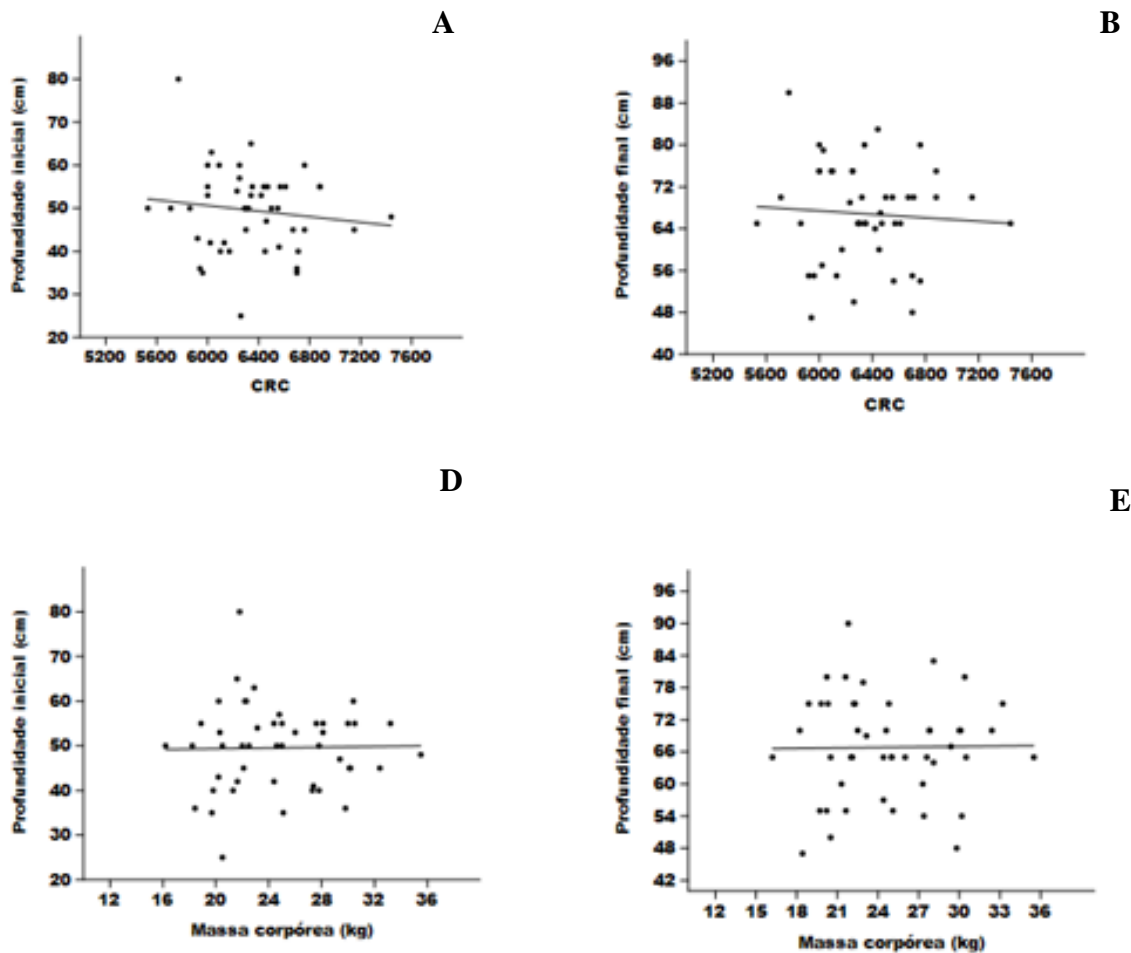 A
B
Profundidade inicial (cm)
80
70
60
50
40
30
20
5200 5600 6000 6400 6800 7200 7600
CRC
Profundidade final (cm)
96
88
80
72
64
56
48
40
5200 5600 6000 6400 6800 7200 7600
CRC
D
E
Profundidade inicial (cm)
80
70
60
50
40
30
20
12 16 20 24 28 32 36
Massa corpórea (kg)
Profundidade final (cm)
96
90
84
78
72
66
60
54
48
42
12 15 18 21 24 27 30 33 36
Massa corpórea (kg)